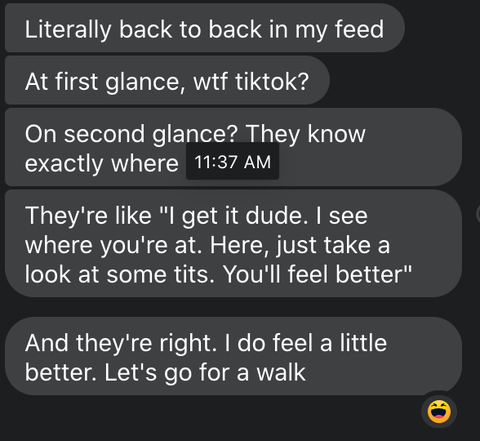 Literally back to back in my feed
At first glance, wtf tiktok?
On second glance? They know
exactly where
11:37 AM
They're like "I get it dude. I see
where you're at. Here, just take a
look at some tits. You'll feel better"
And they're right. I do feel a little
better. Let's go for a walk